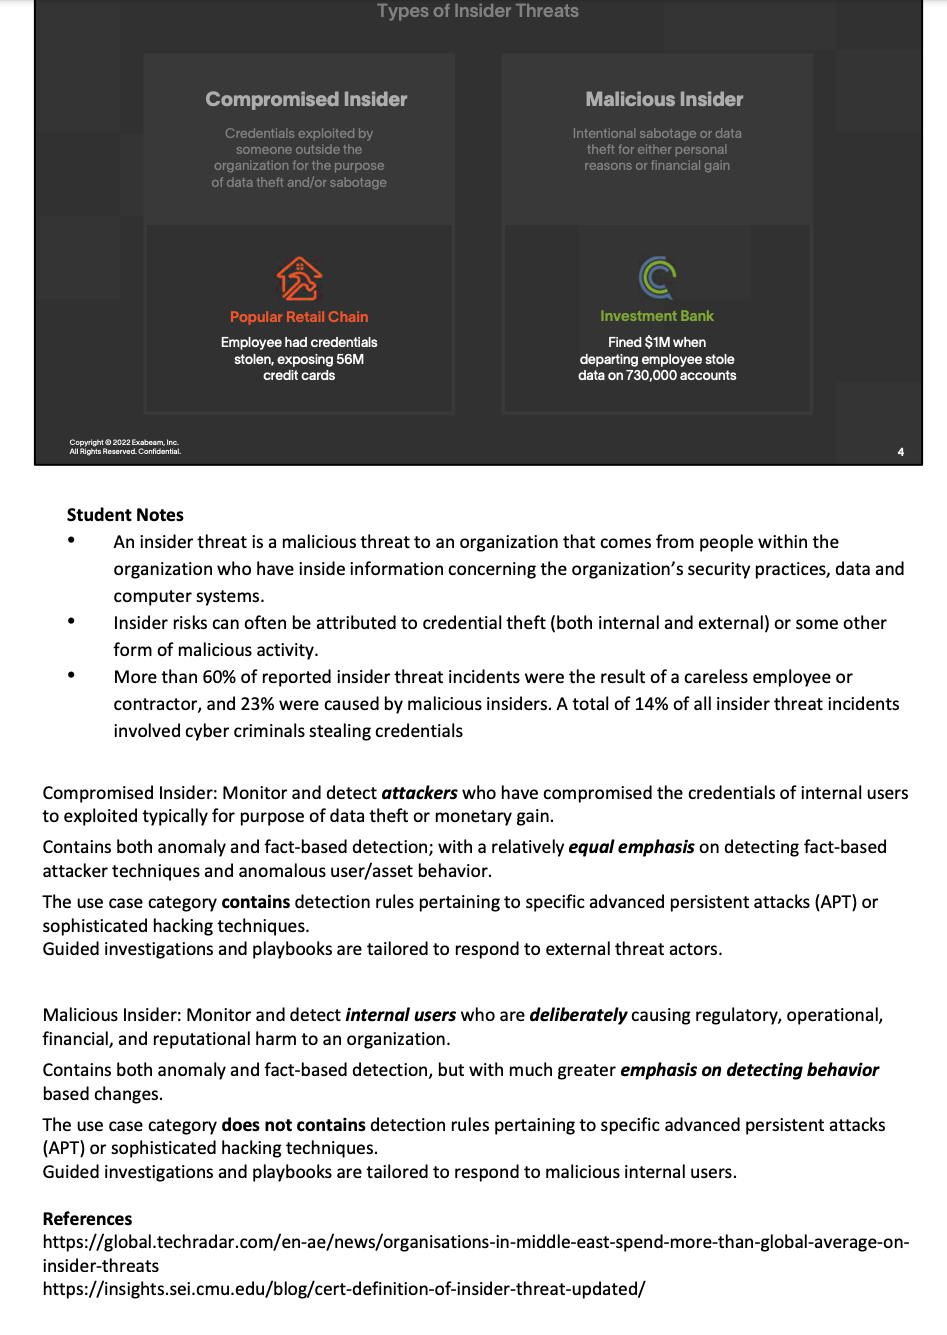 Types of Insider Threats
Compromised Insider
Credentials exploited by
someone outside the
organization for the purpose
of data theft and/or sabotage
Malicious Insider
Intentional sabotage or data
theft for either personal
reasons or financial gain
Popular Retail Chain
Employee had credentials
stolen, exposing 56M
credit cards
Investment Bank
Fined $1M when
departing employee stole
data on 730,000 accounts
Copyright © 2022 Exabeam, Inc.
All Rights Reserved. Confidential.
4
Student Notes
• An insider threat is a malicious threat to an organization that comes from people within the
organization who have inside information concerning the organization’s security practices, data and
computer systems.
• Insider risks can often be attributed to credential theft (both internal and external) or some other
form of malicious activity.
• More than 60% of reported insider threat incidents were the result of a careless employee or
contractor, and 23% were caused by malicious insiders. A total of 14% of all insider threat incidents
involved cyber criminals stealing credentials
Compromised Insider: Monitor and detect attackers who have compromised the credentials of internal users
to exploited typically for purpose of data theft or monetary gain.
Contains both anomaly and fact-based detection; with a relatively equal emphasis on detecting fact-based
attacker techniques and anomalous user/asset behavior.
The use case category contains detection rules pertaining to specific advanced persistent attacks (APT) or
sophisticated hacking techniques.
Guided investigations and playbooks are tailored to respond to external threat actors.
Malicious Insider: Monitor and detect internal users who are deliberately causing regulatory, operational,
financial, and reputational harm to an organization.
Contains both anomaly and fact-based detection, but with much greater emphasis on detecting behavior
based changes.
The use case category does not contains detection rules pertaining to specific advanced persistent attacks
(APT) or sophisticated hacking techniques.
Guided investigations and playbooks are tailored to respond to malicious internal users.
References
https://global.techradar.com/en-ae/news/organisations-in-middle-east-spend-more-than-global-average-on-
insider-threats
https://insights.sei.cmu.edu/blog/cert-definition-of-insider-threat-updated/